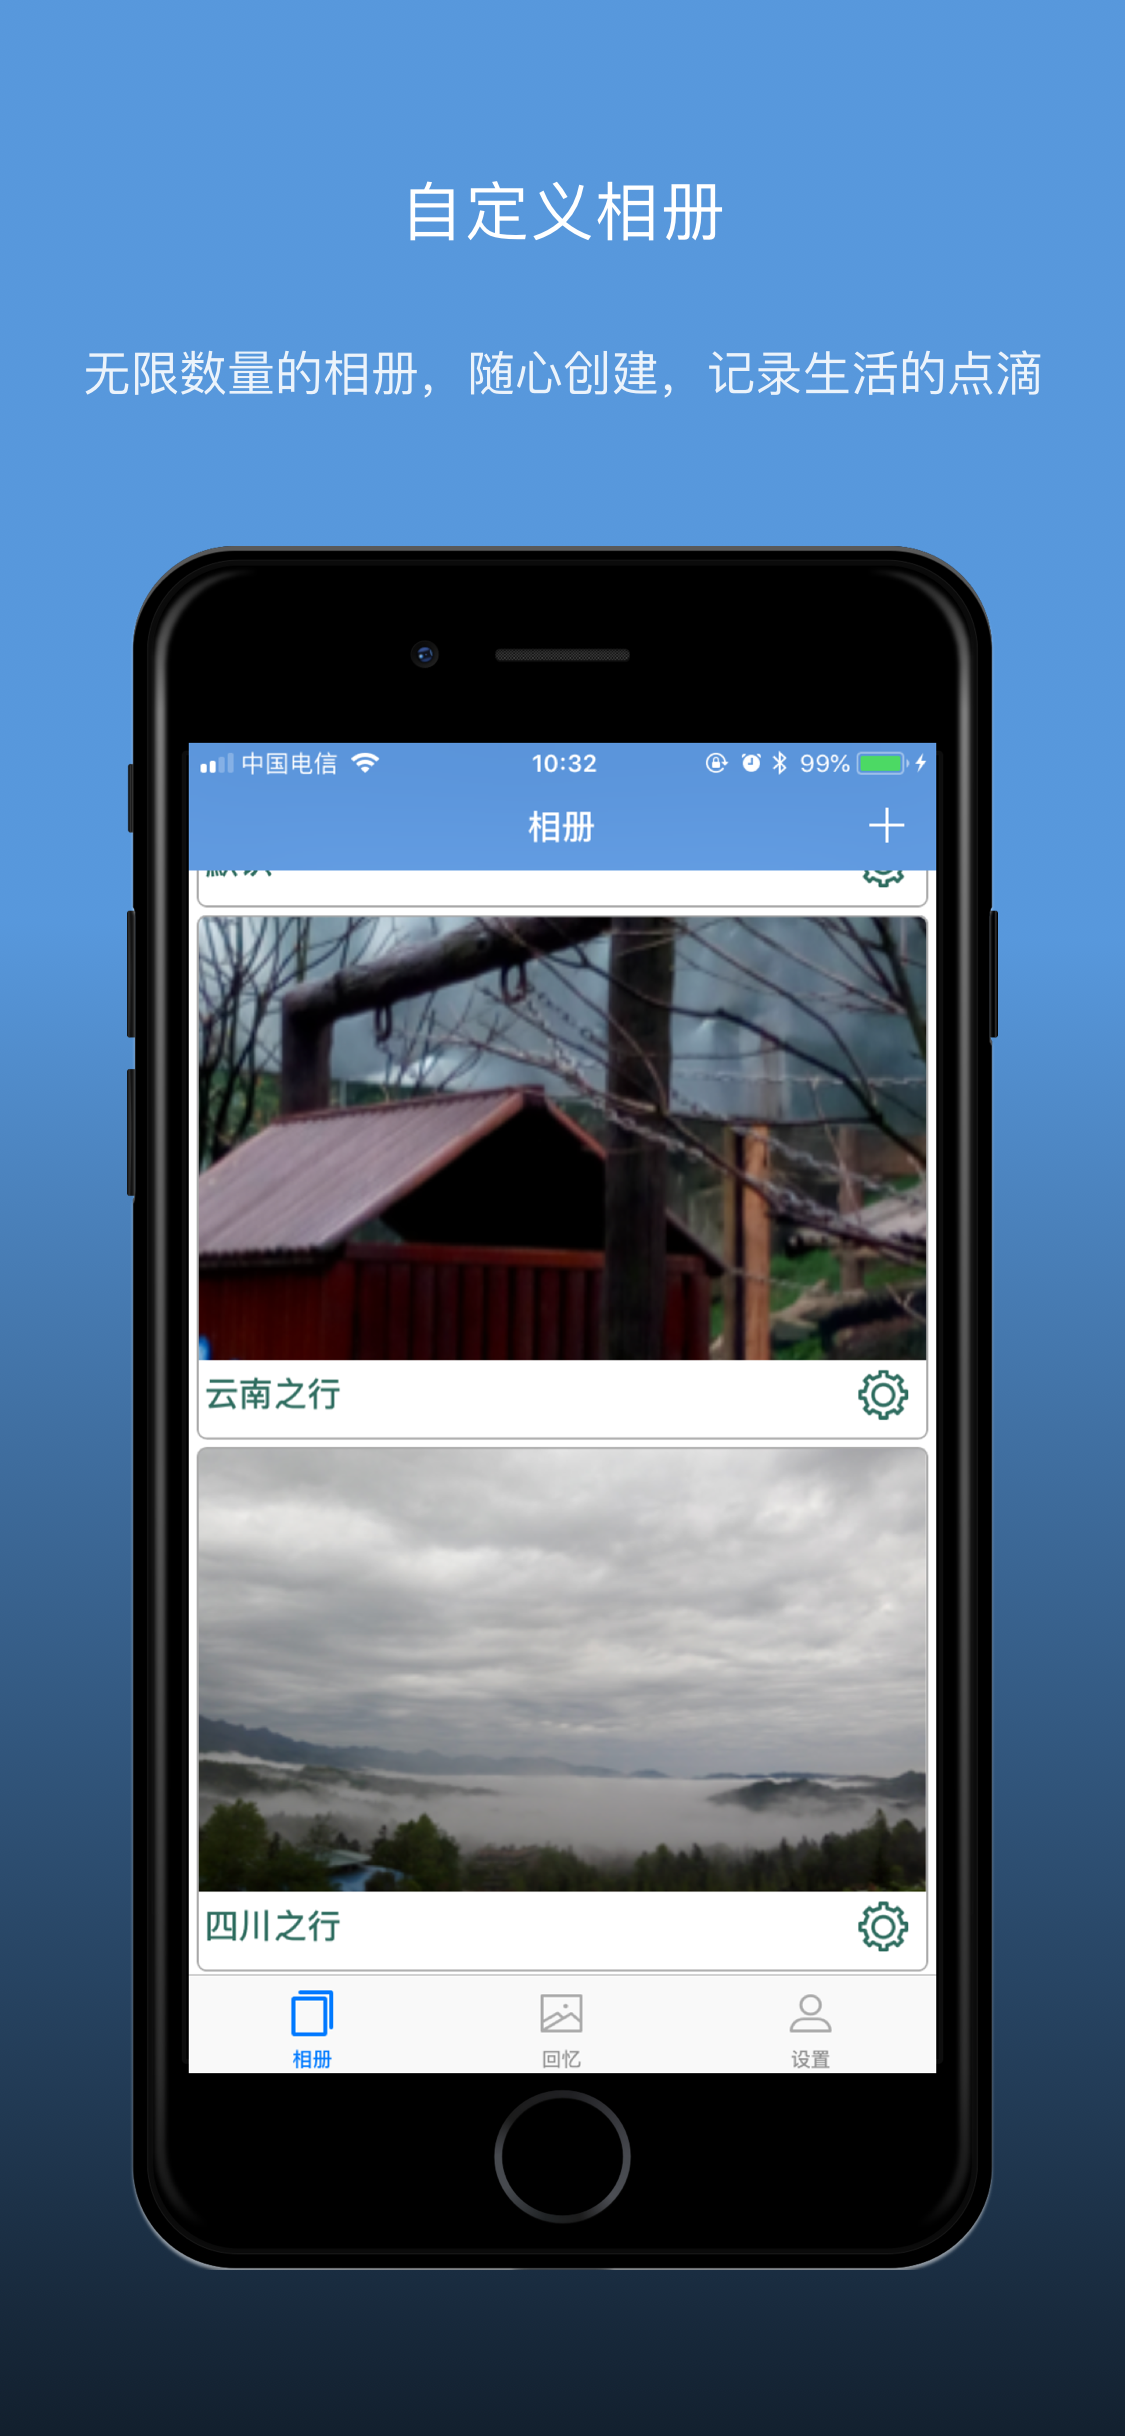 自定义相册
无限数量的相册，随心创建，记录生活的点滴
中国电信 10:32 99%
相册
云南之行
四川之行
相册 回忆 设置